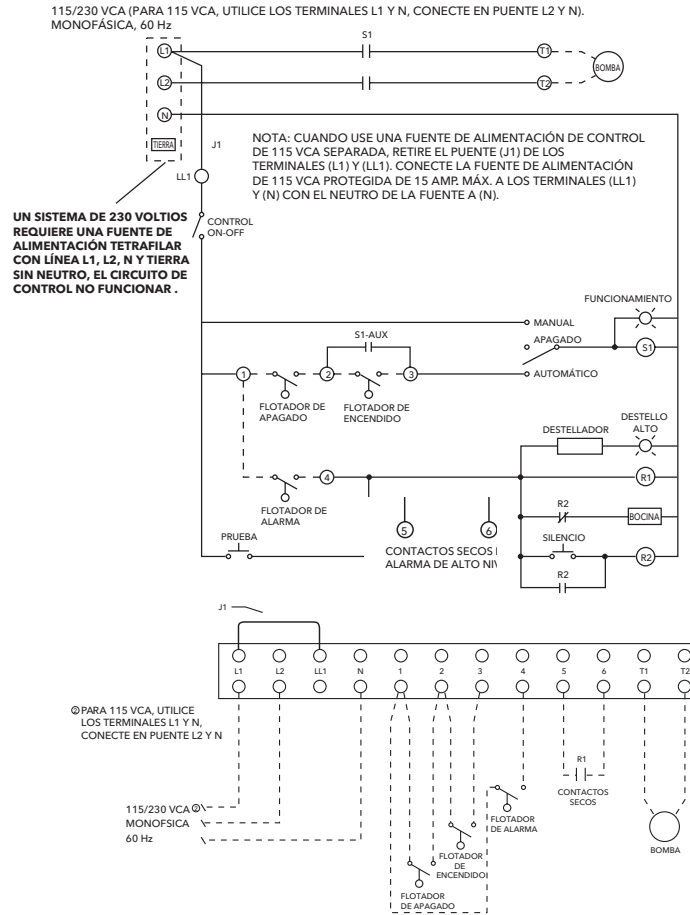 115/230 VCA (PARA 115 VCA, UTILICE LOS TERMINALES L1 Y N, CONECTE EN PUENTE L2 Y N).
MONOFÁSICA, 60 Hz
S1
L1
T1
BOMBA
L2
T2
N
TIERRA
J1
NOTA: CUANDO USE UNA FUENTE DE ALIMENTACIÓN DE CONTROL
DE 115 VCA SEPARADA, RETIRE EL PUENTE (J1) DE LOS
TERMINALES (L1) Y (LL1). CONECTE LA FUENTE DE ALIMENTACIÓN
DE 115 VCA PROTEGIDA DE 15 AMP. MÁX. A LOS TERMINALES (LL1)
Y (N) CON EL NEUTRO DE LA FUENTE A (N).
LL1
UN SISTEMA DE 230 VOLTIOS
REQUIERE UNA FUENTE DE
ALIMENTACIÓN TETRAFILAR
CON LÍNEA L1, L2, N Y TIERRA
SIN NEUTRO, EL CIRCUITO DE
CONTROL NO FUNCIONAR .
CONTROL
ON-OFF
FUNCIONAMIENTO
MANUAL
S1-AUX
APAGADO
S1
1
2
3
AUTOMÁTICO
FLOTADOR DE
APAGADO
FLOTADOR DE
ENCENDIDO
DESTELLO
ALTO
DESTELLADOR
4
R1
FLOTADOR DE
ALARMA
R2
BOCINA
5
6
PRUEBA
CONTACTOS SECOS
ALARMA DE ALTO NIV
SILENCIO
R2
R2
J1
L1 L2 LL1 N 1 2 3 4 5 6 T1 T2
② PARA 115 VCA, UTILICE
LOS TERMINALES L1 Y N,
CONECTE EN PUENTE L2 Y N
R1
CONTACTOS
SECOS
115/230 VCA ②
MONOFSICA
60 Hz
FLOTADOR
DE ALARMA
BOMBA
FLOTADOR
DE
ENCENDIDO
FLOTADOR
DE APAGADO